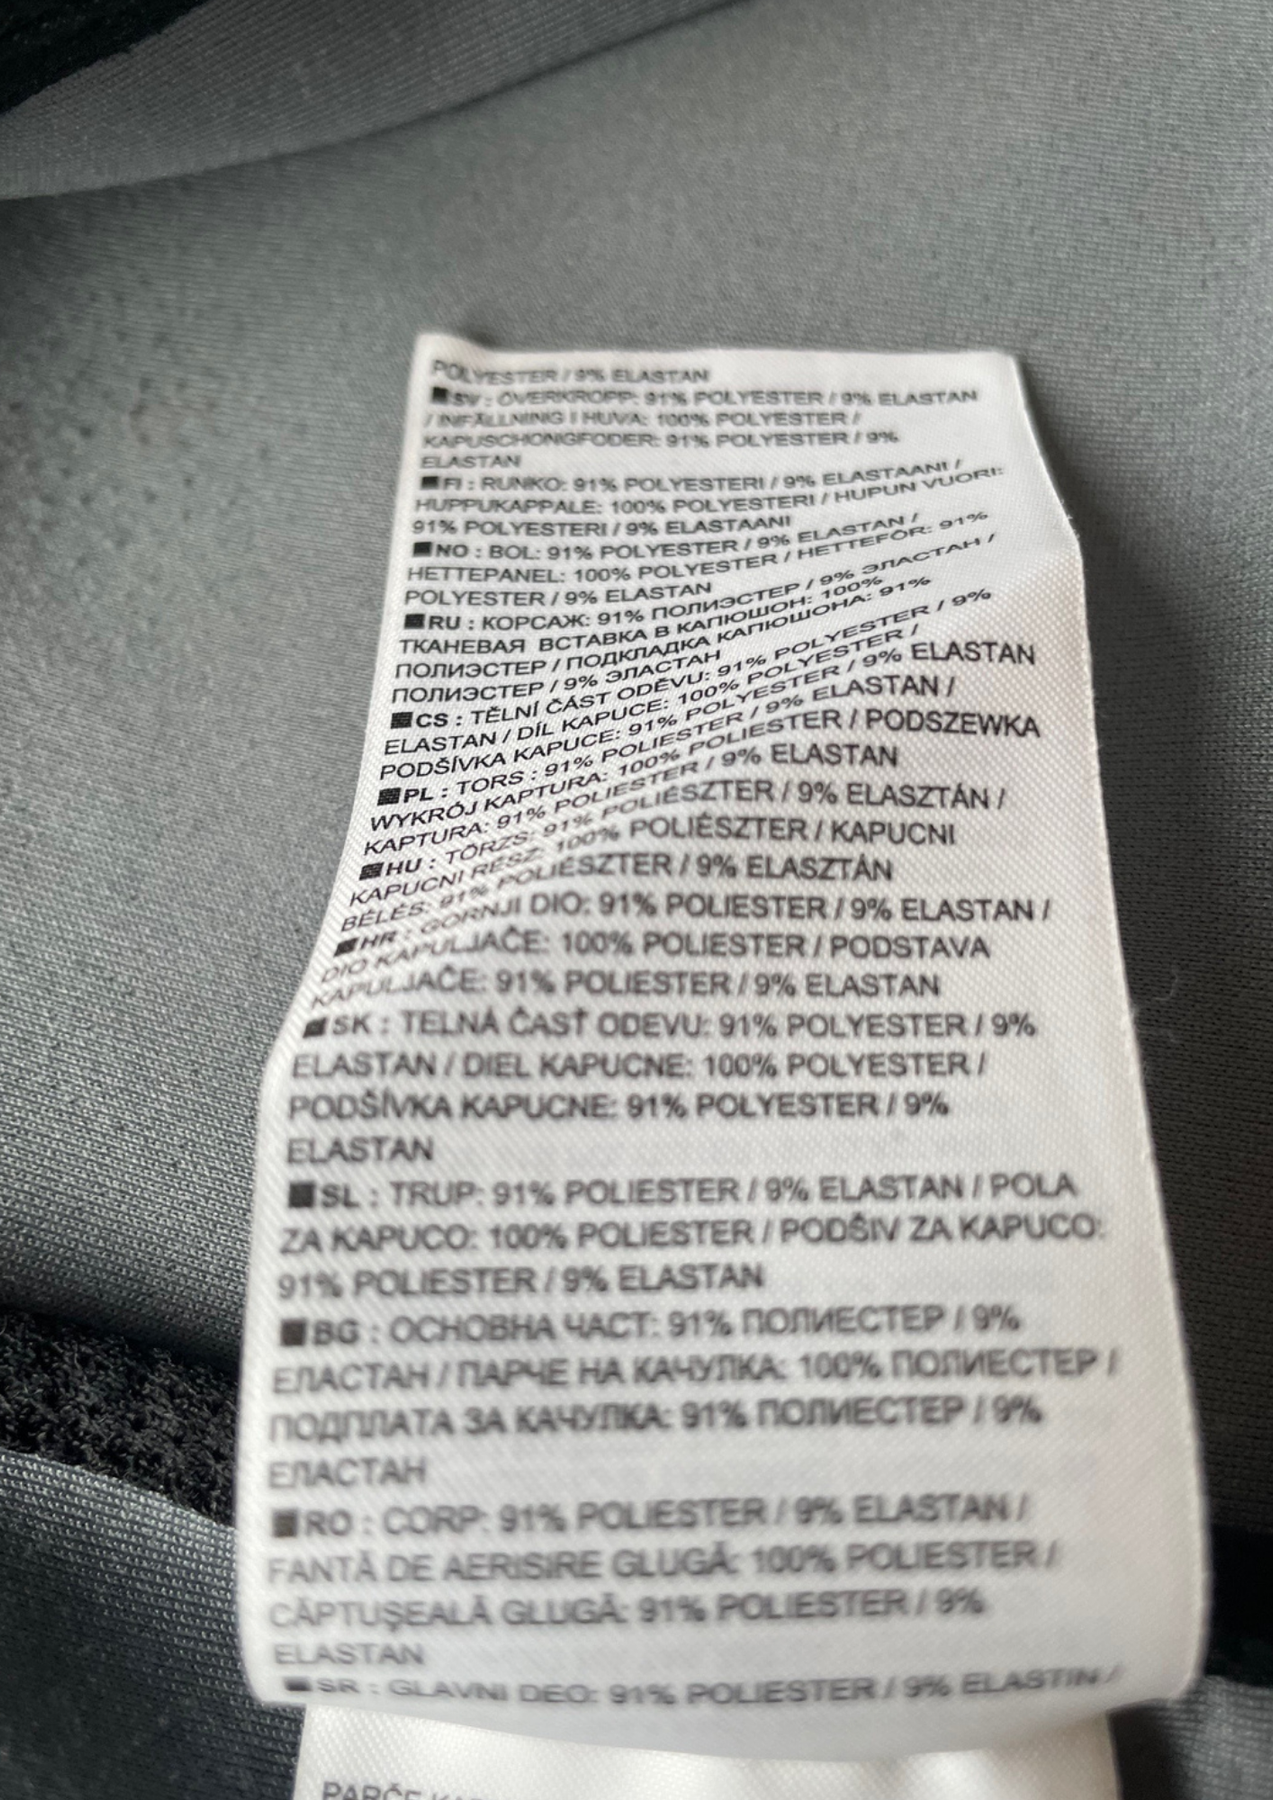 POLYESTER / 9% ELASTAN
SV : ÖVERKROPP: 91% POLYESTER / 9% ELASTAN
/ INFÄLLNING I HUVA: 100% POLYESTER /
KAPUSCHONGFODER: 91% POLYESTER / 9%
ELASTAN
FI : RUNKO: 91% POLYESTERI / 9% ELASTAANI /
HUPPUKAPPALE: 100% POLYESTERI / HUPUN VUORI:
91% POLYESTERI / 9% ELASTAANI
NO : BOL: 91% POLYESTER / 9% ELASTAN /
HETTEPANEL: 100% POLYESTER / HETTEFÔR: 91%
POLYESTER / 9% ELASTAN
RU : КОРСАЖ: 91% ПОЛИЭСТЕР / 9% ЭЛАСТАН /
ТКАНЕВАЯ ВСТАВКА В КАПЮШОН: 100%
ПОЛИЭСТЕР / ПОДКЛАДКА КАПЮШОНА: 91%
ПОЛИЭСТЕР / 9% ЭЛАСТАН
CS : TĚLNÍ ČÁST ODĚVU: 91% POLYESTER / 9%
ELASTAN / DÍL KAPUCE: 100% POLYESTER /
PODŠÍVKA KAPUCE: 91% POLYESTER / 9% ELASTAN
PL : TORS : 91% POLIESTER / 9% ELASTAN /
WYKRÓJ KAPTURA: 100% POLIESTER / PODSZEWKA
KAPTURA: 91% POLIESTER / 9% ELASTAN
HU : TÖRZS: 91% POLIÉSZTER / 9% ELASZTÁN /
KAPUCNI RÉSZ: 100% POLIÉSZTER / KAPUCNI
BÉLÉS: 91% POLIÉSZTER / 9% ELASZTÁN
HR : GORNJI DIO: 91% POLIESTER / 9% ELASTAN /
DIO KAPULJAČE: 100% POLIESTER / PODSTAVA
KAPULJAČE: 91% POLIESTER / 9% ELASTAN
SK : TELNÁ ČASŤ ODEVU: 91% POLYESTER / 9%
ELASTAN / DIEL KAPUCNE: 100% POLYESTER /
PODŠÍVKA KAPUCNE: 91% POLYESTER / 9%
ELASTAN
SL : TRUP: 91% POLIESTER / 9% ELASTAN / POLA
ZA KAPUCO: 100% POLIESTER / PODŠIV ZA KAPUCO:
91% POLIESTER / 9% ELASTAN
BG : ОСНОВНА ЧАСТ: 91% ПОЛИЕСТЕР / 9%
ЕЛАСТАН / ПАРЧЕ НА КАЧУЛКА: 100% ПОЛИЕСТЕР /
ПОДПЛАТА ЗА КАЧУЛКА: 91% ПОЛИЕСТЕР / 9%
ЕЛАСТАН
RO : CORP: 91% POLIESTER / 9% ELASTAN /
FANTĂ DE AERISIRE GLUGĂ: 100% POLIESTER /
CĂPTUȘEALĂ GLUGĂ: 91% POLIESTER / 9%
ELASTAN
SR : GLAVNI DEO: 91% POLIESTER / 9% ELASTIN /
PARČE